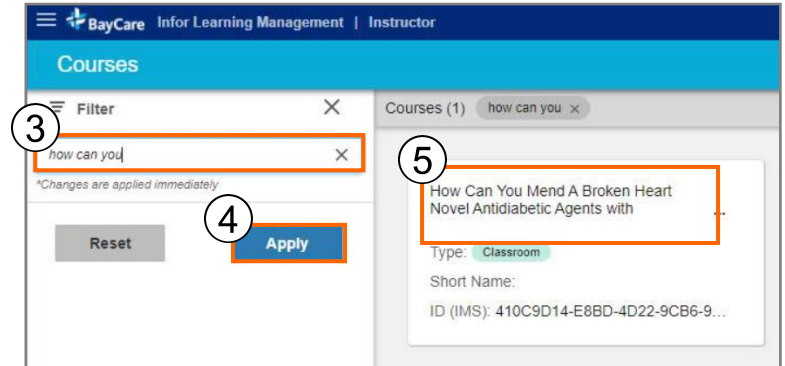 BayCare Infor Learning Management | Instructor
Courses
Filter
Courses (1) how can you ×
3
how can you
*Changes are applied immediately
4
Reset Apply
5
How Can You Mend A Broken Heart
Novel Antidiabetic Agents with ...
Type: Classroom
Short Name:
ID (IMS): 410C9D14-E8BD-4D22-9CB6-9...